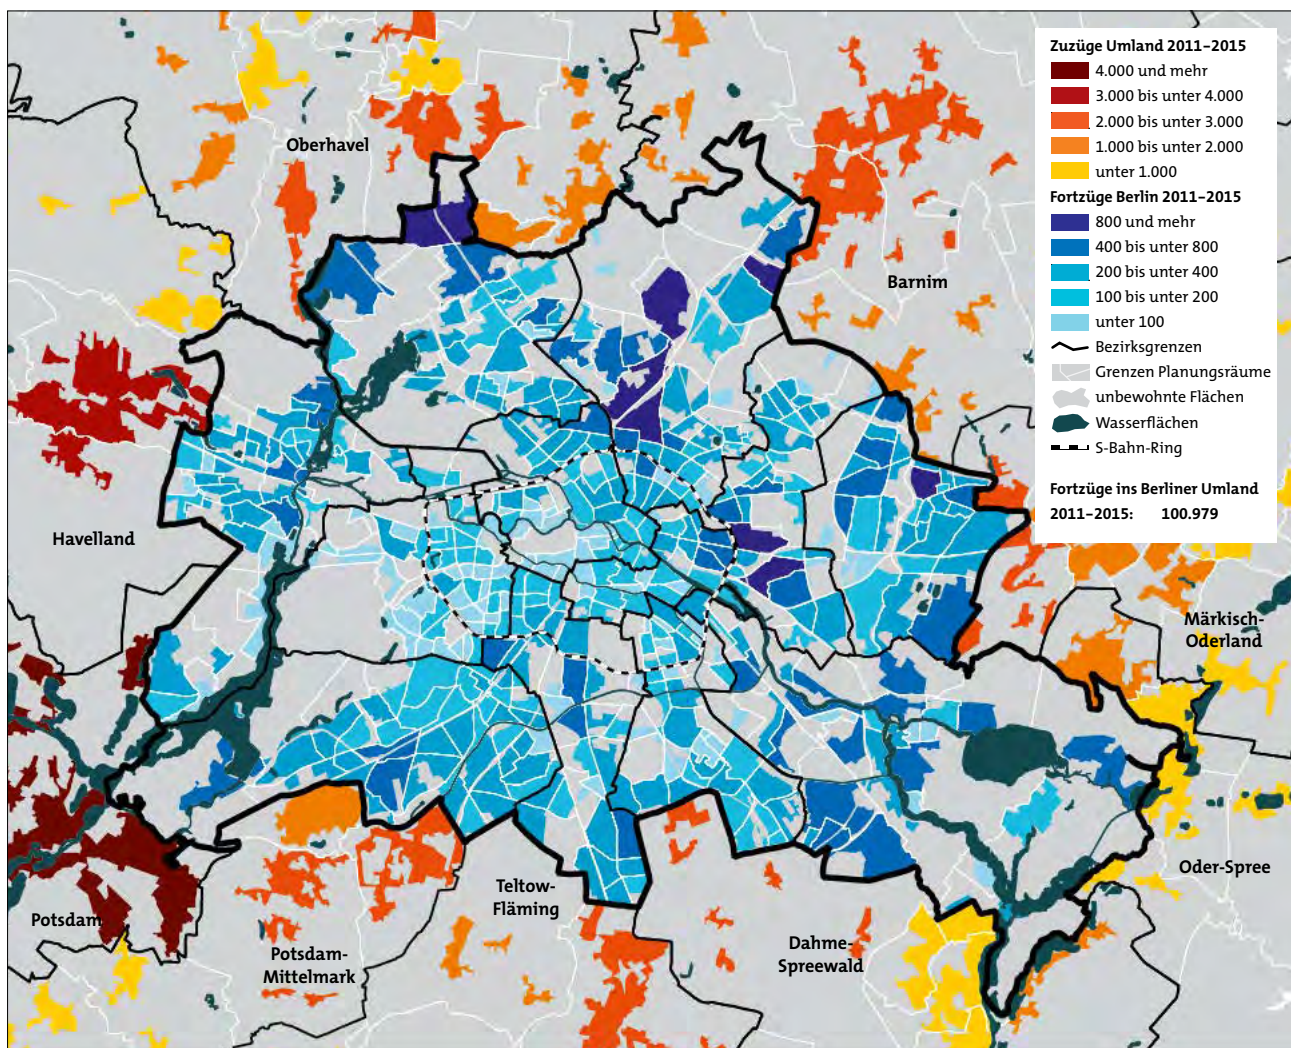 Zuzüge Umland 2011–2015
4.000 und mehr
3.000 bis unter 4.000
2.000 bis unter 3.000
1.000 bis unter 2.000
unter 1.000
Fortzüge Berlin 2011–2015
800 und mehr
400 bis unter 800
200 bis unter 400
100 bis unter 200
unter 100
Bezirksgrenzen
Grenzen Planungsräume
unbewohnte Flächen
Wasserflächen
S-Bahn-Ring
Fortzüge ins Berliner Umland
2011–2015: 100.979
Oberhavel
Barnim
Havelland
Märkisch-
Oderland
Oder-Spree
Teltow-
Fläming
Potsdam
Potsdam-
Mittelmark
Dahme-
Spreewald